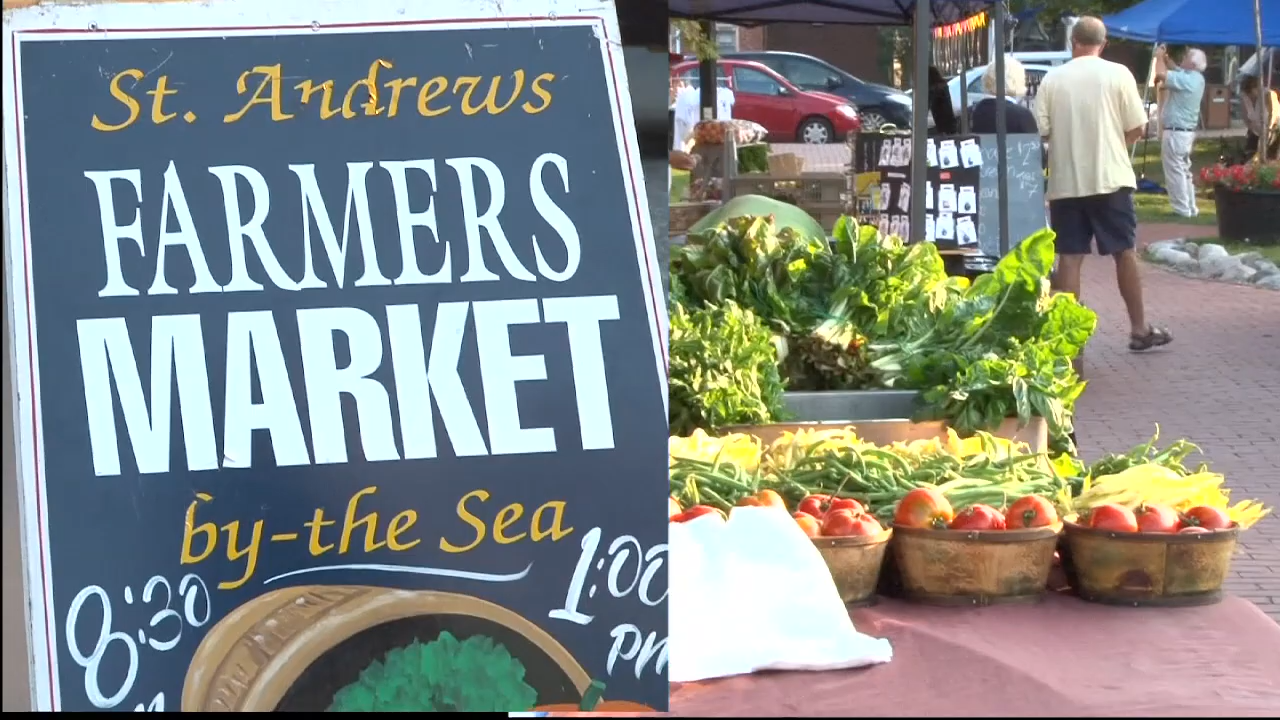 St. Andrews
FARMERS
MARKET
by-the Sea
8:30
1:00
pm